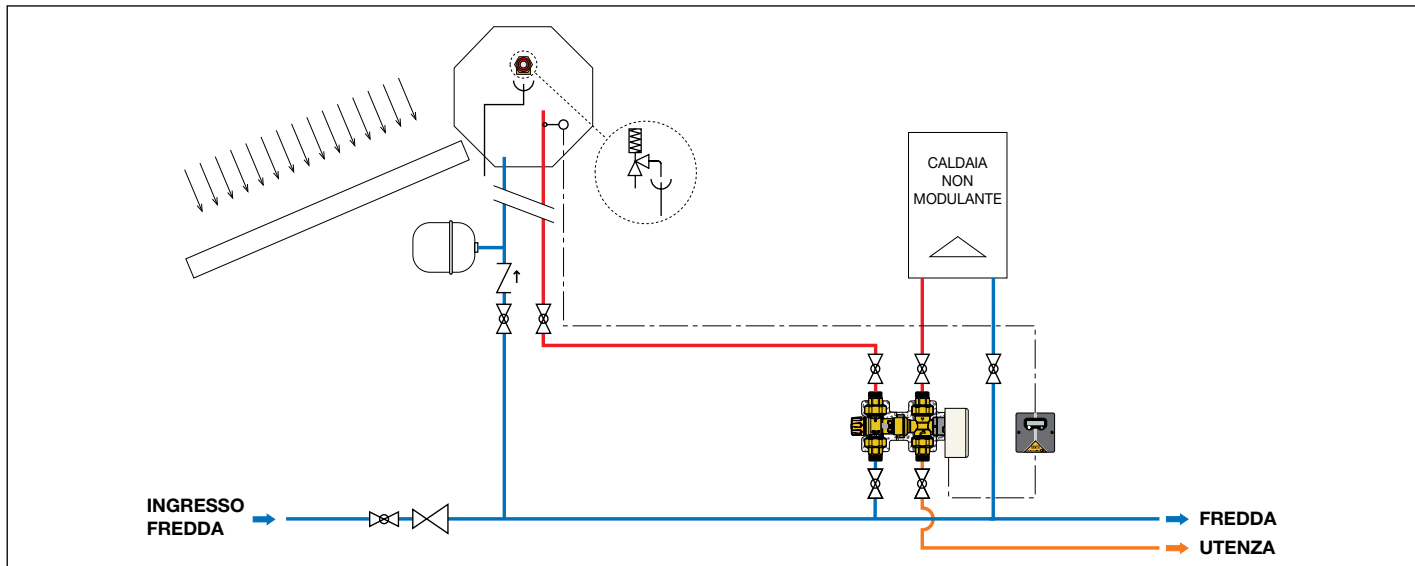 CALDAIA
NON
MODULANTE
INGRESSO
FREDDA
FREDDA
UTENZA